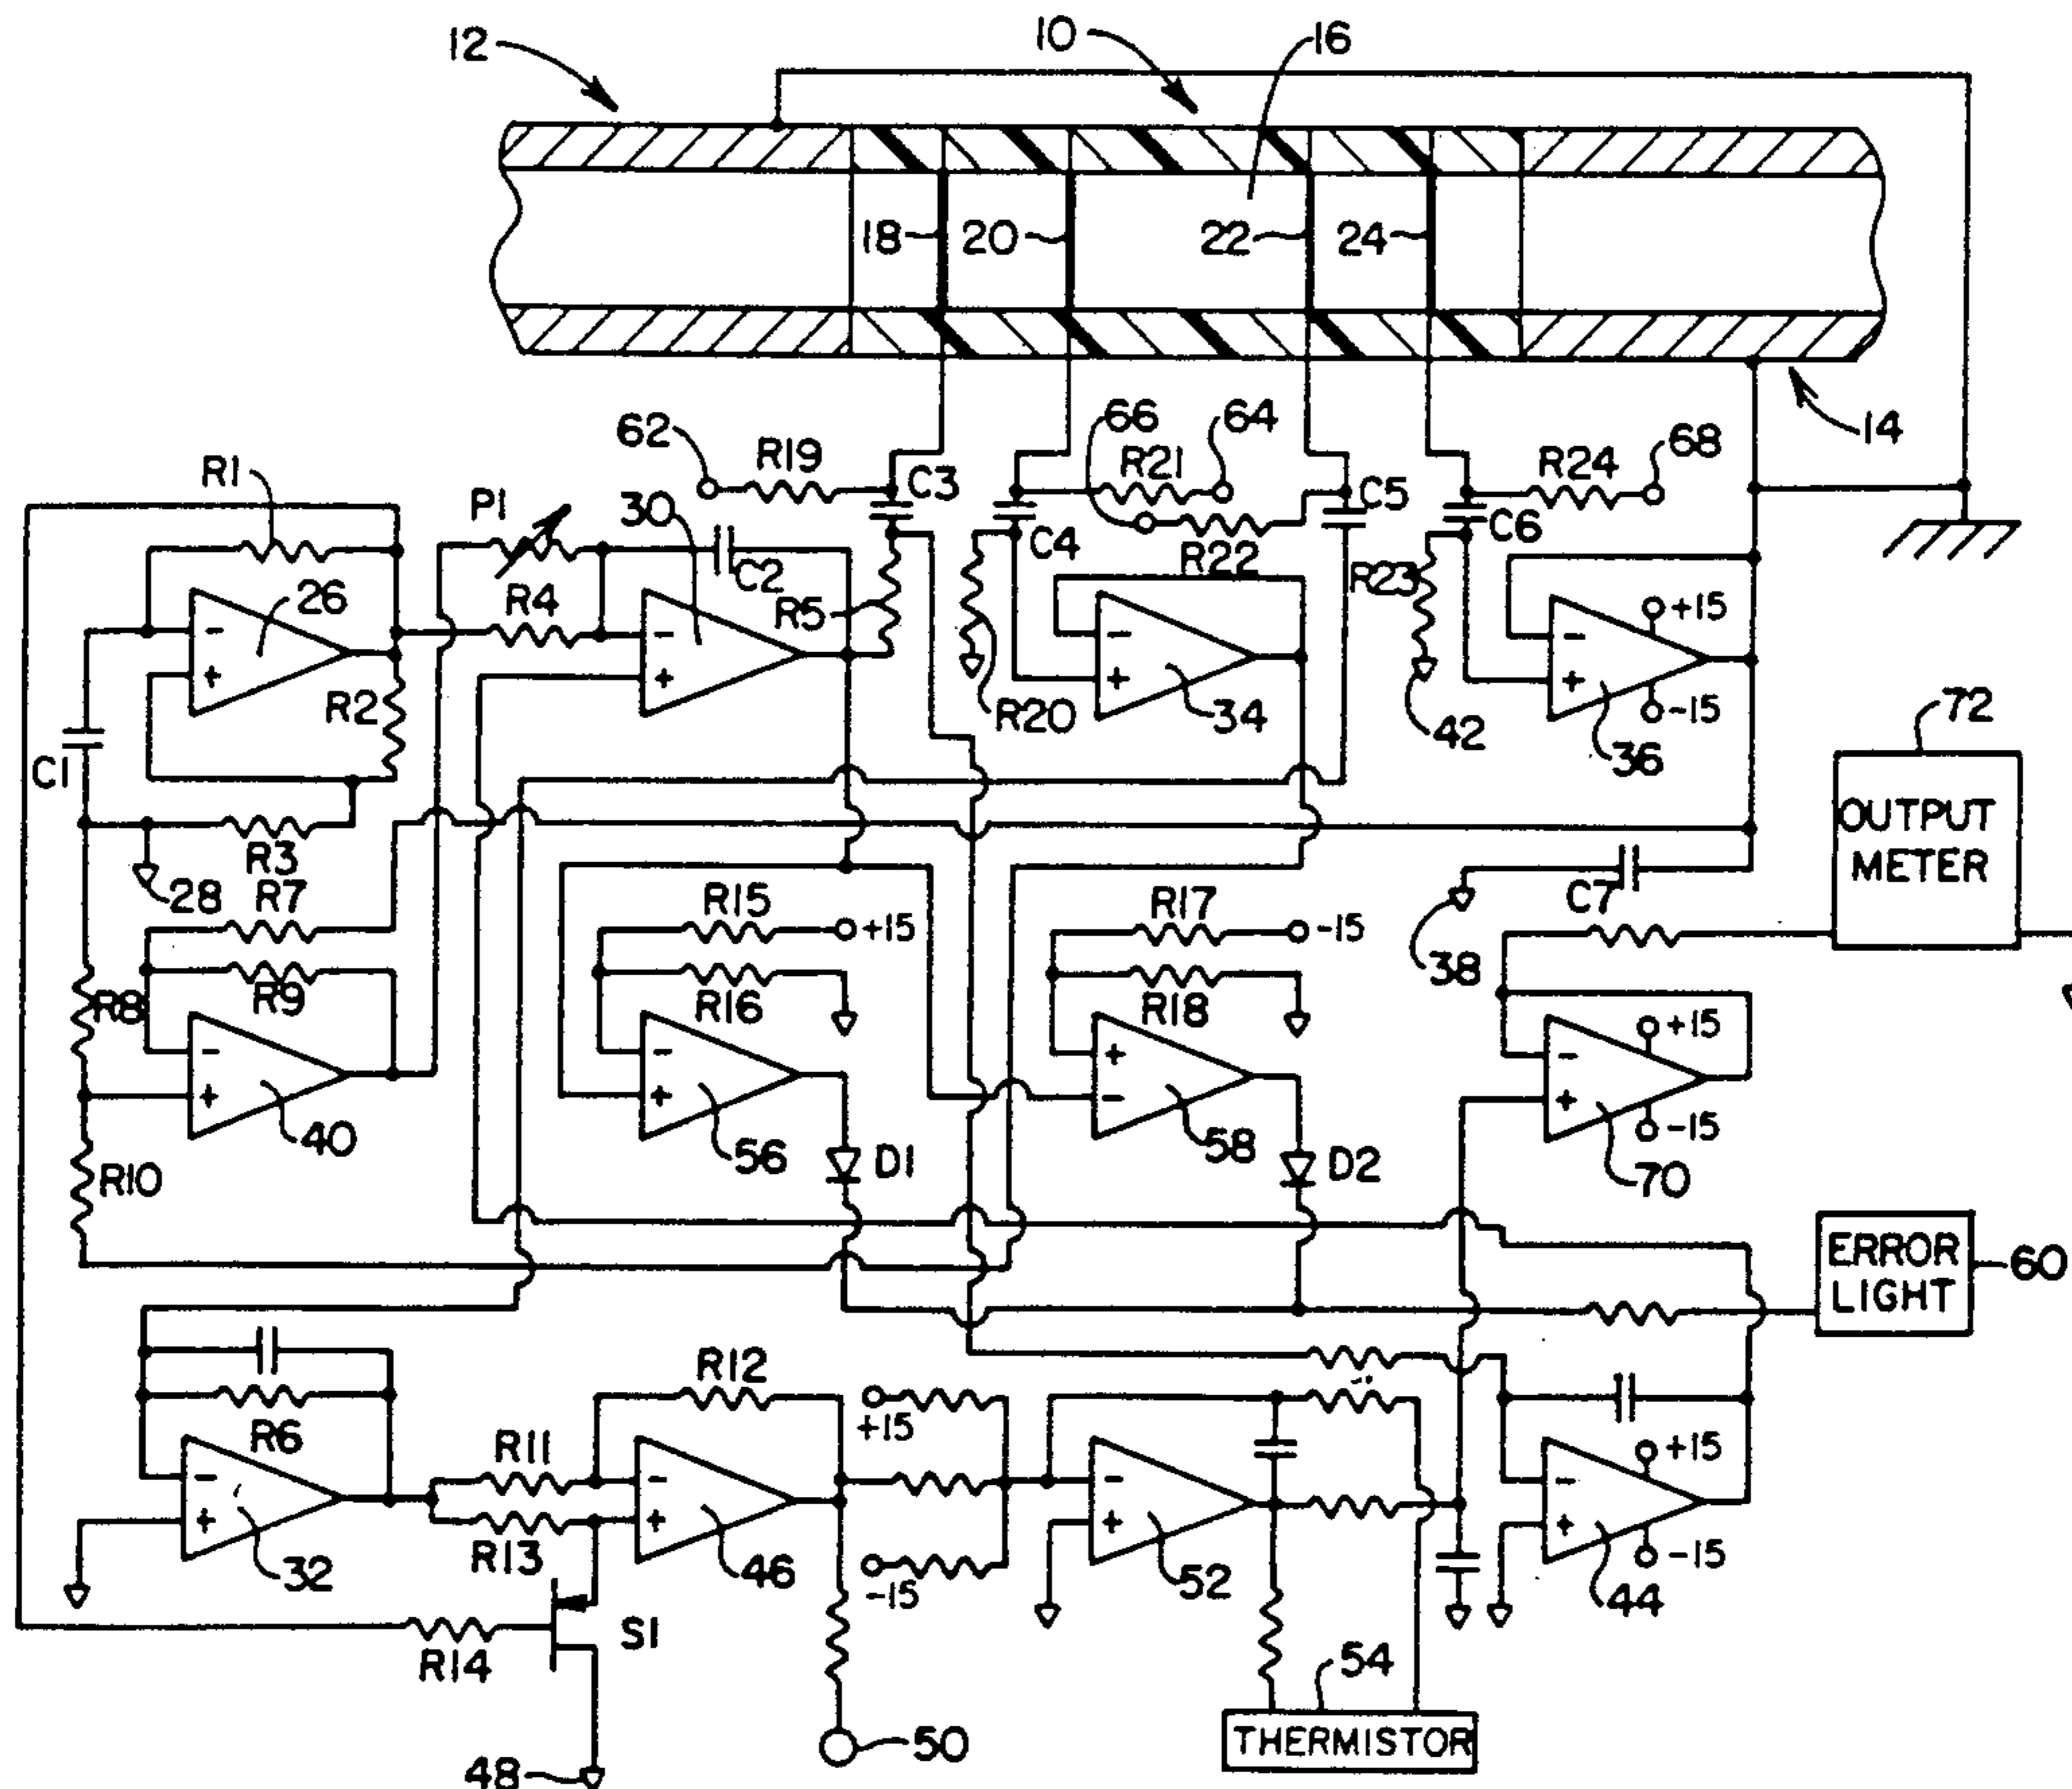 12
10
16
18
20
22
24
14
62
R19
C3
66
64
R21
C5
R24
68
R1
P1
30
C4
R22
C6
C2
R4
R5
R23
26
+15
-15
R2
R20
34
42
36
72
C1
OUTPUT
METER
R3
28
C7
38
R7
R15
+15
R17
-15
R8
R9
R16
R18
+15
-15
40
56
D1
58
D2
70
R10
ERROR
LIGHT
60
R12
+15
R6
R11
+15
-15
R13
32
46
-15
52
44
S1
R14
54
THERMISTOR
50
48